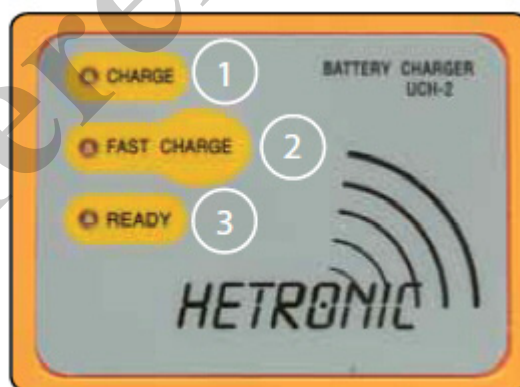 CHARGE 1
BATTERY CHARGER
UCH-2
FAST CHARGE 2
READY 3
HETRONIC